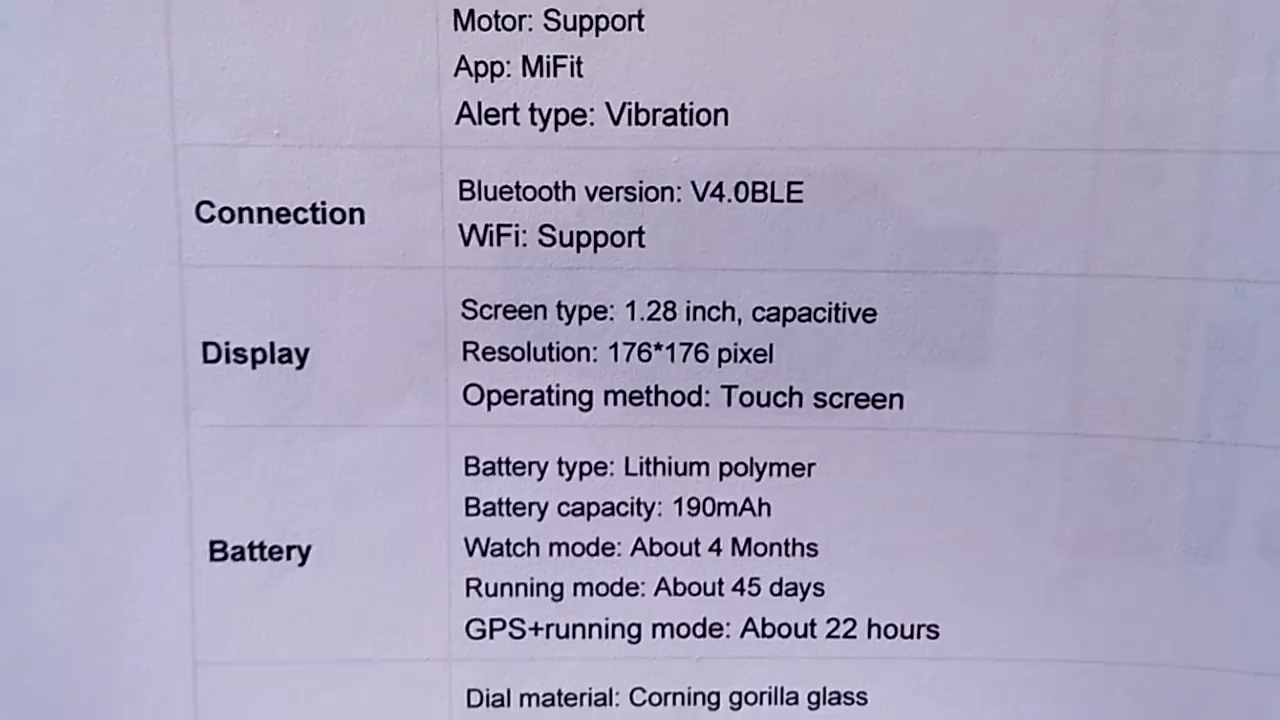 Motor: Support
App: MiFit
Alert type: Vibration
Connection
Bluetooth version: V4.0BLE
WiFi: Support
Display
Screen type: 1.28 inch, capacitive
Resolution: 176*176 pixel
Operating method: Touch screen
Battery
Battery type: Lithium polymer
Battery capacity: 190mAh
Watch mode: About 4 Months
Running mode: About 45 days
GPS+running mode: About 22 hours
Dial material: Corning gorilla glass